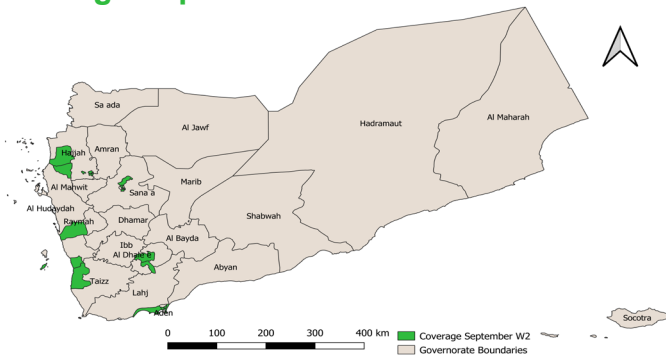 Sa ada
Al Jawf
Hadramaut
Al Maharah
Hajjah
Amran
Marib
Al Mahwit
Sana a
Al Hudaydah
Shabwah
Raymah
Dhamar
Al Bayda
Ibb
Al Dhale e
Abyan
Taizz
Lahj
Aden
Socotra
0 100 200 300 400 km
Coverage September W2
Governorate Boundaries